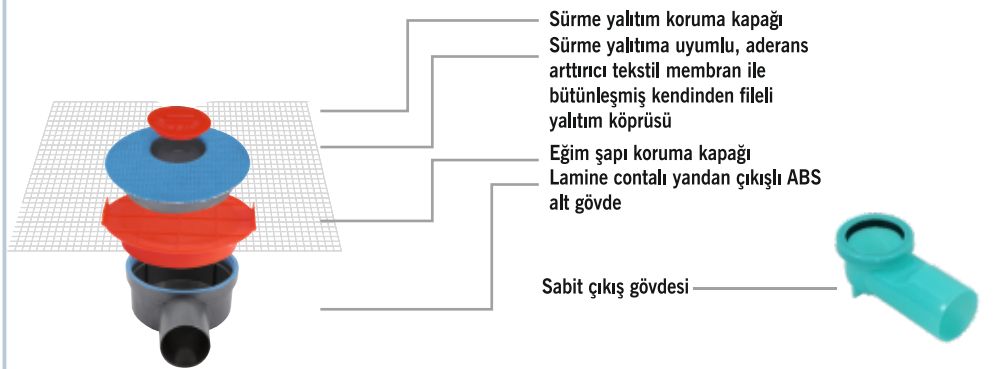 Sürme yalıtım koruma kapağı
Sürme yalıtıma uyumlu, aderans
arttırıcı tekstil membran ile
bütünleşmiş kendinden fileli
yalıtım köprüsü
Eğim şapı koruma kapağı
Lamine contalı yandan çıkışlı ABS
alt gövde
Sabit çıkış gövdesi